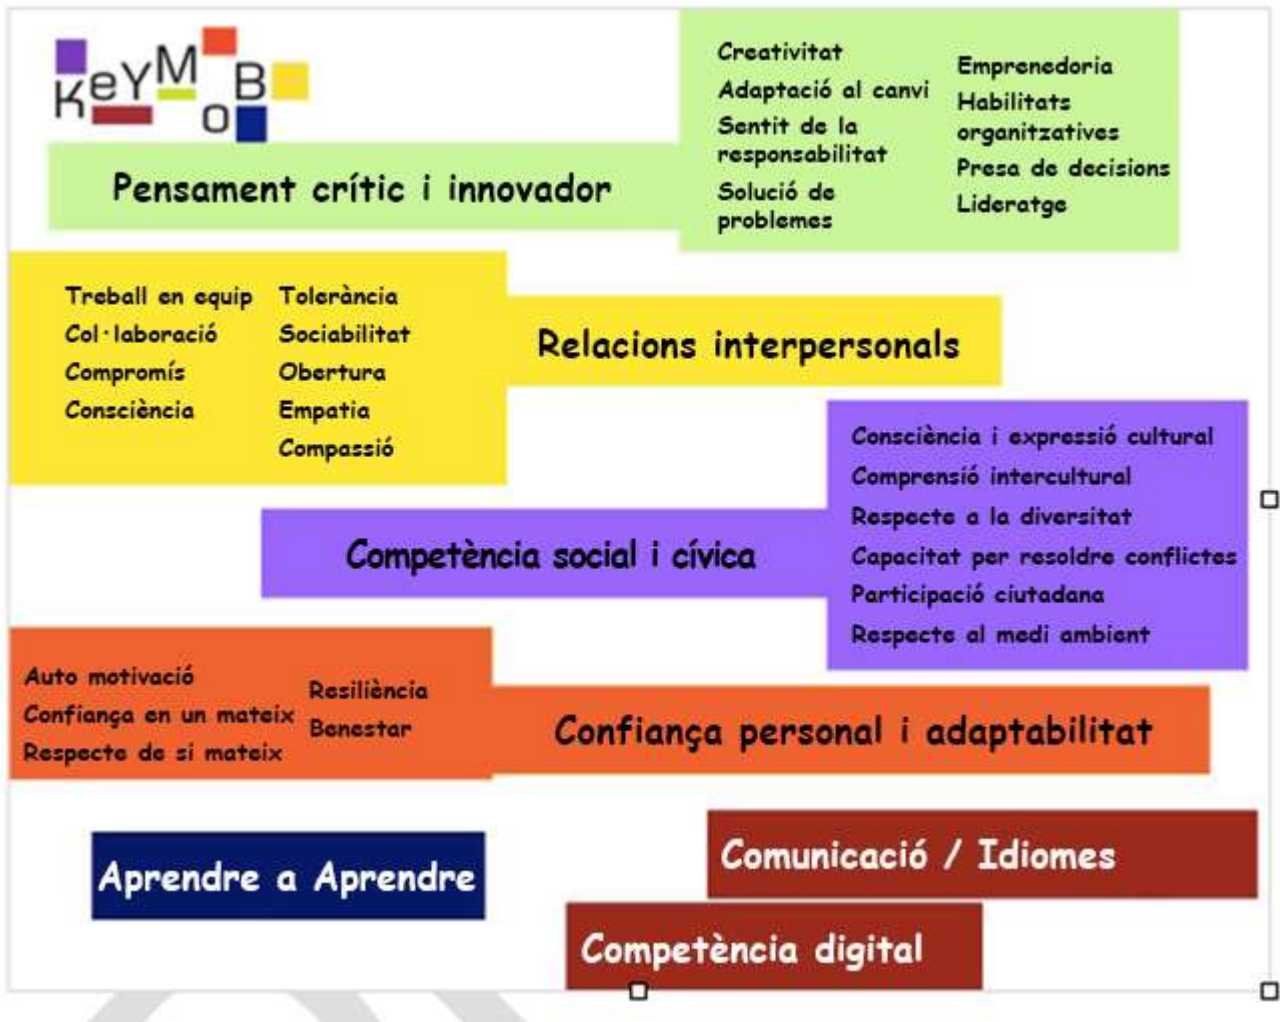 KeYMoB
Creativitat
Adaptació al canvi
Sentit de la
responsabilitat
Solució de
problemes
Emprenedoria
Habilitats
organitzatives
Presa de decisions
Lideratge
Pensament crític i innovador
Treball en equip
Col·laboració
Compromís
Consciència
Tolerància
Sociabilitat
Obertura
Empatia
Compassió
Relacions interpersonals
Consciència i expressió cultural
Comprensió intercultural
Respecte a la diversitat
Capacitat per resoldre conflictes
Participació ciutadana
Respecte al medi ambient
Competència social i cívica
Auto motivació
Confiança en un mateix
Respecte de si mateix
Resiliència
Benestar
Confiança personal i adaptabilitat
Aprendre a Aprendre
Comunicació / Idiomes
Competència digital